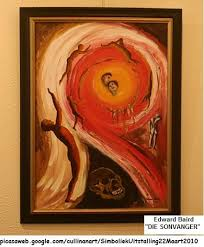 Edward Baird
"DIE SONVANGER"
picasaweb.google.com/cullinanart/SimboliekUitstalling22Maart2010